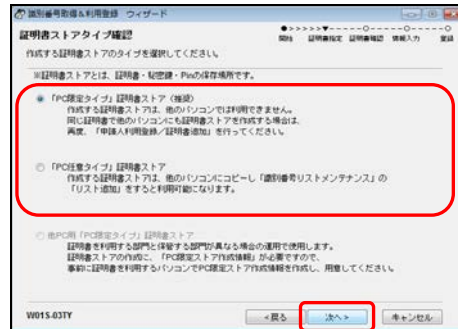 識別番号取得&利用登録 ウィザード
証明書ストアタイプ確認
開始 証明書指定 証明書確認 情報入力 登録
作成する証明書ストアのタイプを選択してください。
※証明書ストアとは、証明書・秘密鍵・Pinの保存場所です。
「PC限定タイプ」証明書ストア（推奨）
作成する証明書ストアは、他のパソコンでは利用できません。
同じ証明書で他のパソコンにも証明書ストアを作成する場合は、
再度、「申請人利用登録／証明書追加」を行ってください。
「PC任意タイプ」証明書ストア
作成する証明書ストアは、他のパソコンにコピーし「識別番号リストメンテナンス」の
「リスト追加」をすると利用可能になります。
他PC用「PC限定タイプ」証明書ストア
証明書を利用する部門と保管する部門が異なる場合の運用で使用します。
証明書ストアの作成に、「PC限定ストア作成情報」が必要ですので、
事前に証明書を利用するパソコンでPC限定ストア作成情報を作成し、用意してください。
W01S-03TY
<戻る 次へ> キャンセル